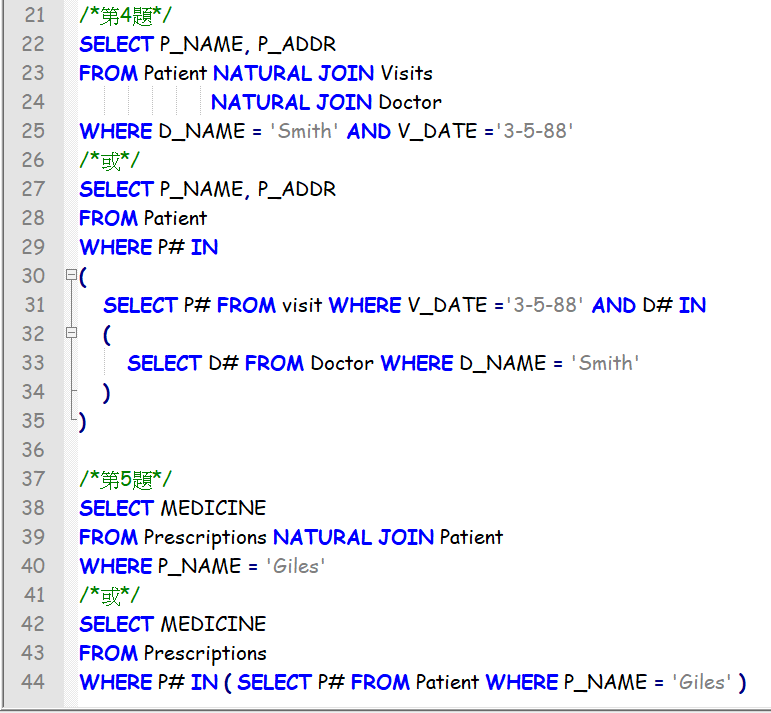 21 /*第4題*/
22 SELECT P_NAME, P_ADDR
23 FROM Patient NATURAL JOIN Visits
24 NATURAL JOIN Doctor
25 WHERE D_NAME = 'Smith' AND V_DATE ='3-5-88'
26 /*或*/
27 SELECT P_NAME, P_ADDR
28 FROM Patient
29 WHERE P# IN
30 (
31 SELECT P# FROM visit WHERE V_DATE ='3-5-88' AND D# IN
32 (
33 SELECT D# FROM Doctor WHERE D_NAME = 'Smith'
34 )
35 )
36
37 /*第5題*/
38 SELECT MEDICINE
39 FROM Prescriptions NATURAL JOIN Patient
40 WHERE P_NAME = 'Giles'
41 /*或*/
42 SELECT MEDICINE
43 FROM Prescriptions
44 WHERE P# IN ( SELECT P# FROM Patient WHERE P_NAME = 'Giles' )